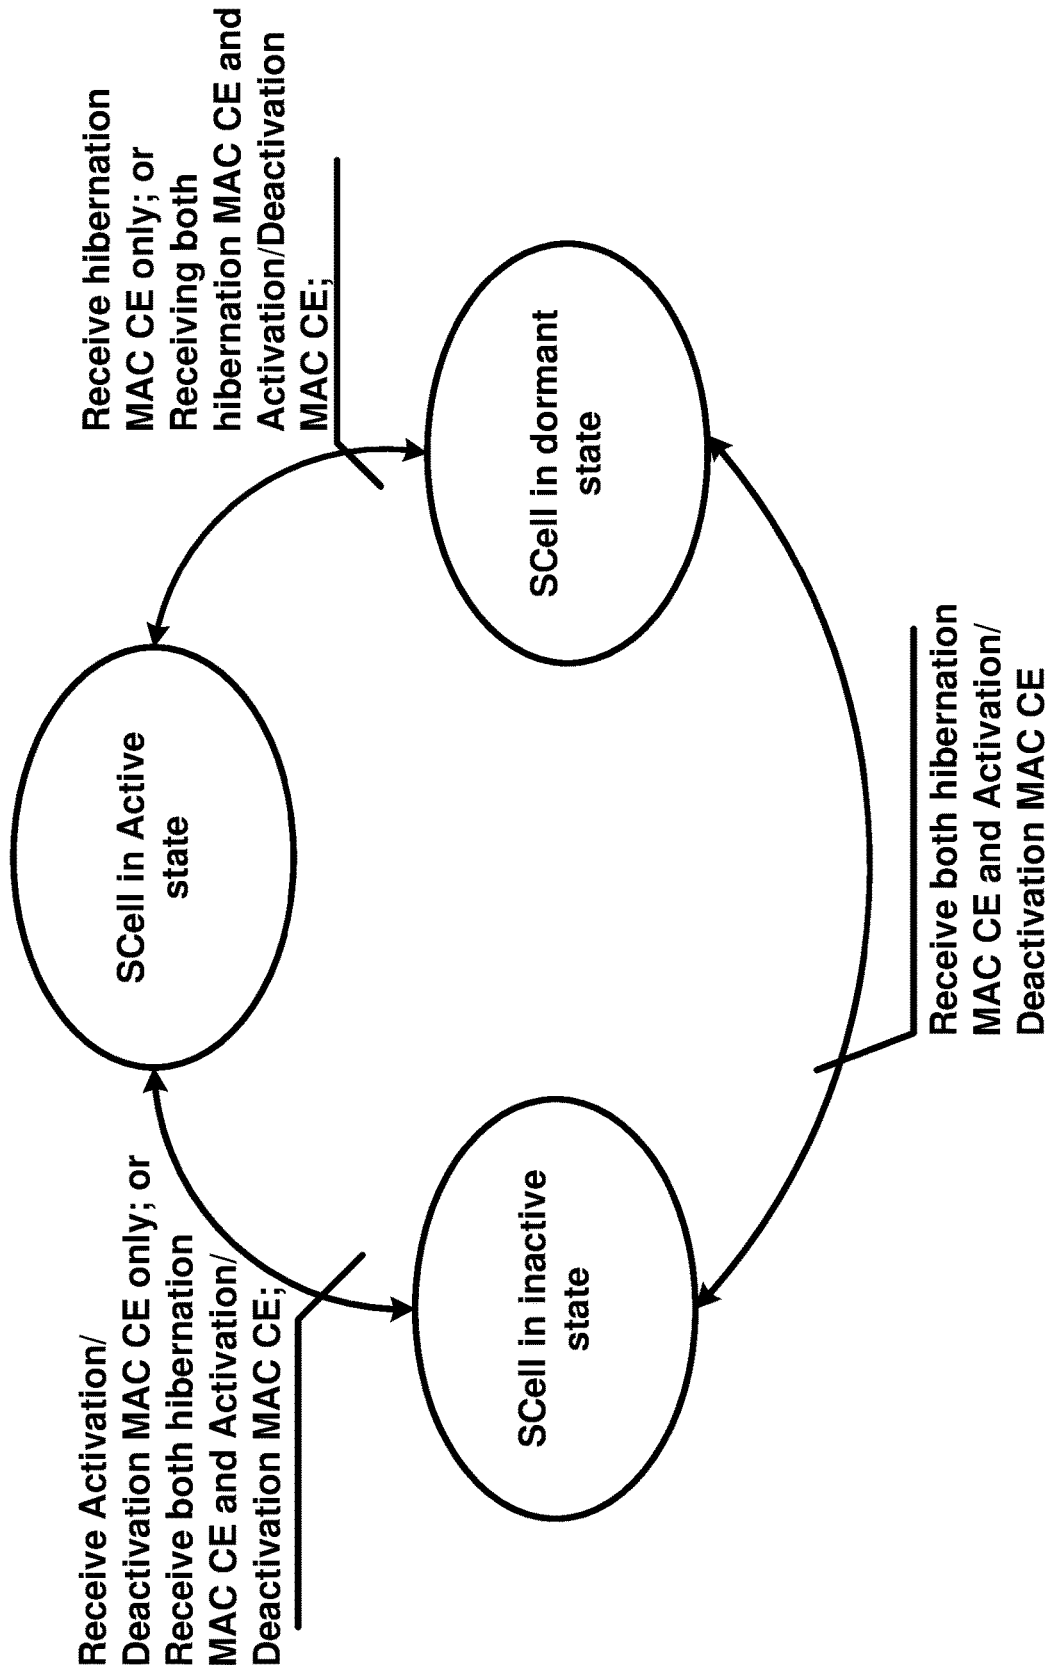 Receive Activation/
Deactivation MAC CE only; or
Receive both hibernation
MAC CE and Activation/
Deactivation MAC CE;
SCell in Active
state
Receive hibernation
MAC CE only; or
Receiving both
hibernation MAC CE and
Activation/Deactivation
MAC CE;
SCell in inactive
state
SCell in dormant
state
Receive both hibernation
MAC CE and Activation/
Deactivation MAC CE